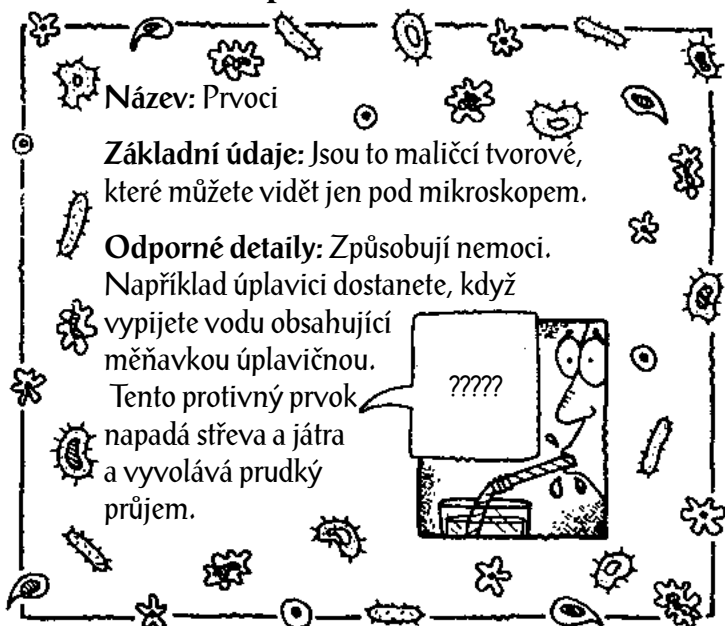 Název: Prvoci
Základní údaje: Jsou to maličcí tvorové,
které můžete vidět jen pod mikroskopem.
Odporné detaily: Způsobují nemoci.
Například úplavici dostanete, když
vypijete vodu obsahující
měňavkou úplavičnou.
Tento protivný prvok
napadá střeva a játra
a vyvolává prudký
průjem.
?????